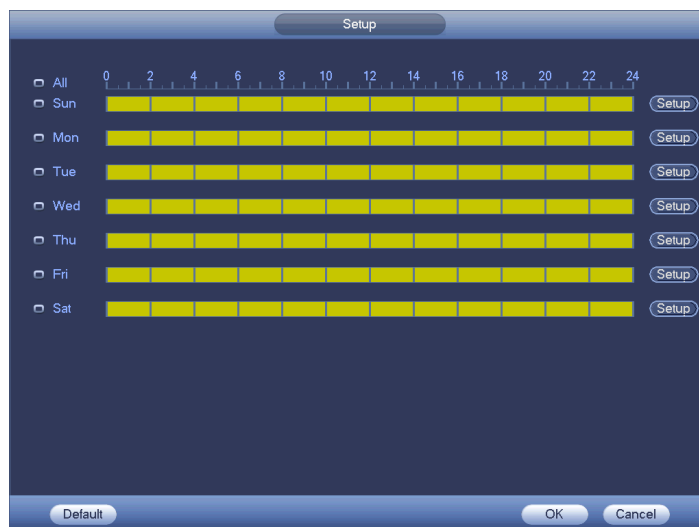 Setup
All 0 2 4 6 8 10 12 14 16 18 20 22 24
Sun Setup
Mon Setup
Tue Setup
Wed Setup
Thu Setup
Fri Setup
Sat Setup
Default OK Cancel